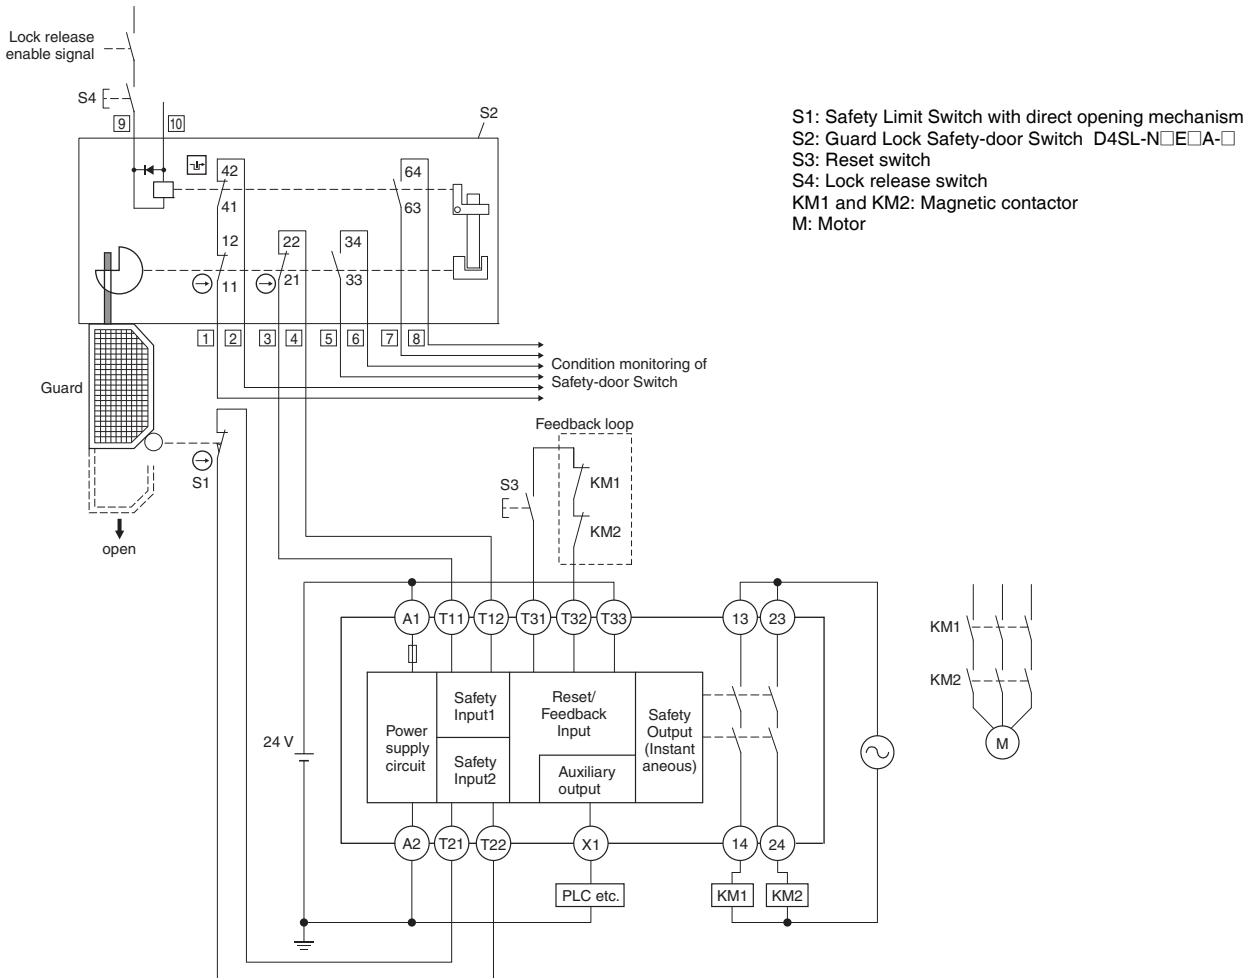 Lock release
enable signal
S4
9
10
S2
S1: Safety Limit Switch with direct opening mechanism
S2: Guard Lock Safety-door Switch D4SL-N□E□A-□
S3: Reset switch
S4: Lock release switch
KM1 and KM2: Magnetic contactor
M: Motor
42
41
64
63
12
11
22
21
34
33
1
2
3
4
5
6
7
8
Condition monitoring of
Safety-door Switch
Guard
S1
open
Feedback loop
S3
KM1
KM2
A1
T11
T12
T31
T32
T33
13
23
KM1
KM2
M
24 V
Power
supply
circuit
Safety
Input1
Safety
Input2
Reset/
Feedback
Input
Auxiliary
output
Safety
Output
(Instant
aneous)
A2
T21
T22
X1
14
24
PLC etc.
KM1
KM2